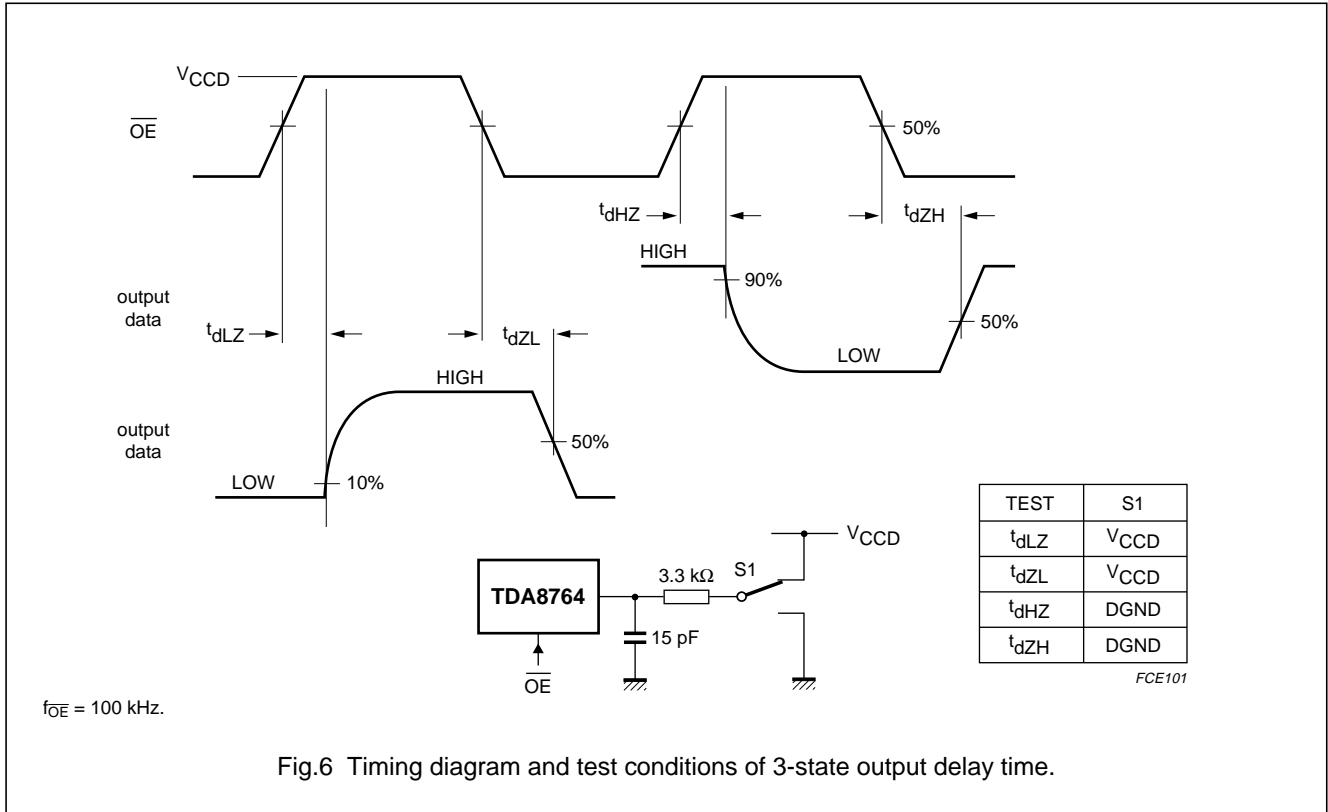 VCCD
OE
50%
tdHZ
tdZH
HIGH
90%
output
data
tdLZ
tdZL
50%
LOW
HIGH
output
data
50%
LOW
10%
TEST S1
tdLZ VCCD
tdZL VCCD
tdHZ DGND
tdZH DGND
FCE101
VCCD
3.3 kΩ
S1
TDA8764
15 pF
OE
fOE = 100 kHz.
Fig.6 Timing diagram and test conditions of 3-state output delay time.